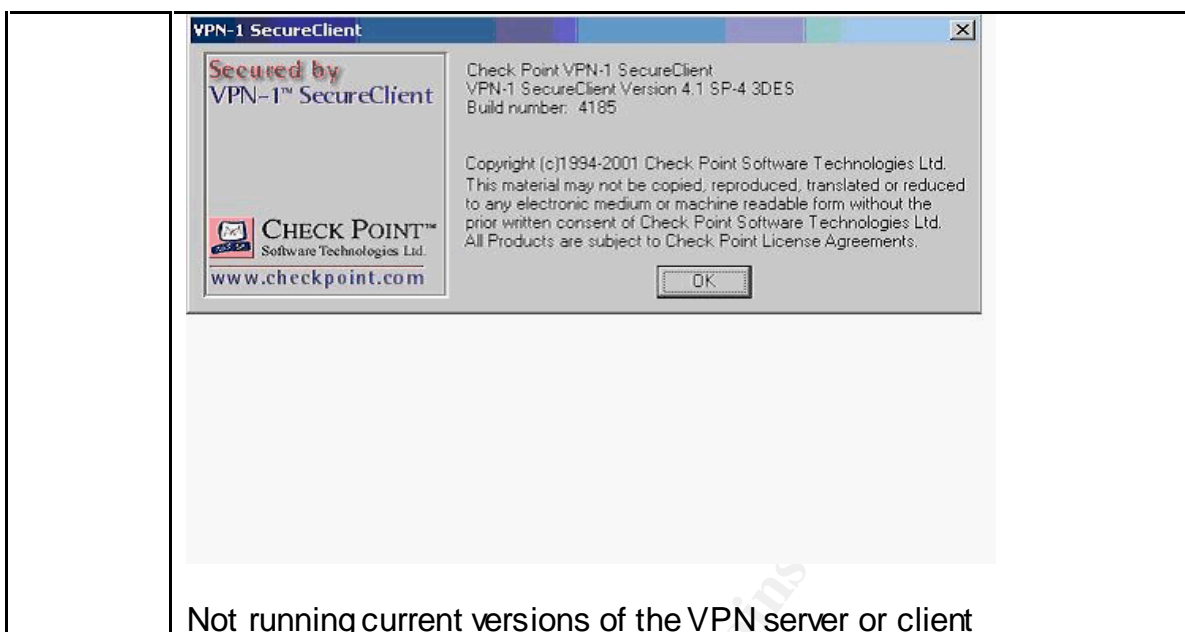 VPN-1 SecureClient
Secured by
VPN-1™ SecureClient
CHECK POINT™
Software Technologies Ltd.
www.checkpoint.com
Check Point VPN-1 SecureClient
VPN-1 SecureClient Version 4.1 SP-4 3DES
Build number: 4185
Copyright (c)1994-2001 Check Point Software Technologies Ltd.
This material may not be copied, reproduced, translated or reduced
to any electronic medium or machine readable form without the
prior written consent of Check Point Software Technologies Ltd.
All Products are subject to Check Point License Agreements.
OK
Not running current versions of the VPN server or client